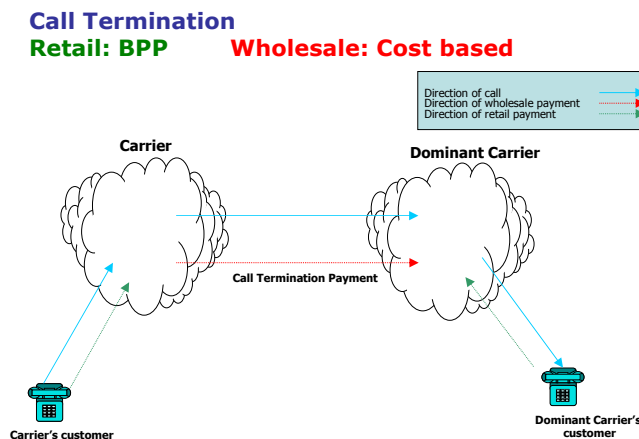 Call Termination
Retail: BPP Wholesale: Cost based
Direction of call
Direction of wholesale payment
Direction of retail payment
Carrier
Dominant Carrier
Call Termination Payment
Carrier's customer
Dominant Carrier's
customer